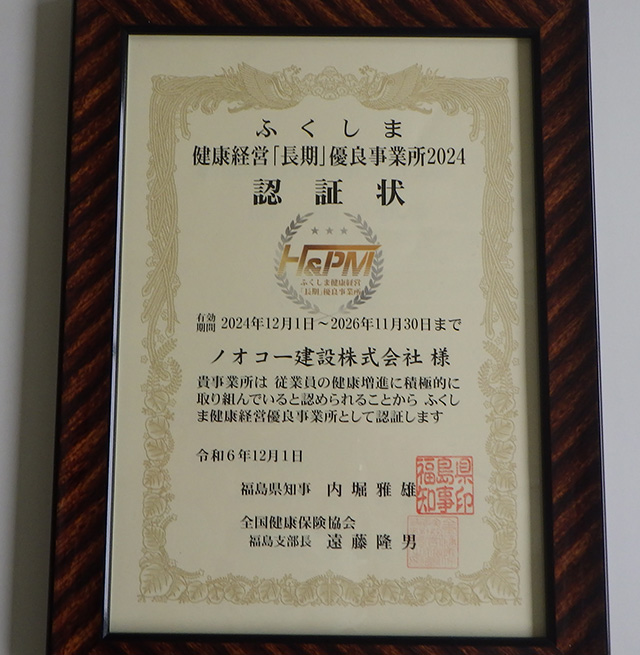 ふくしま
健康経営「長期」優良事業所2024
認証状
H&PM
ふくしま健康経営
「長期」優良事業所
有効期間 2024年12月1日～2026年11月30日まで
ノオコー建設株式会社 様
貴事業所は 従業員の健康増進に積極的に
取り組んでいると認められることから ふくし
ま健康経営優良事業所として認証します
令和6年12月1日
福島県知事 内堀雅雄
福島県知事印
全国健康保険協会
福島支部長 遠藤隆男